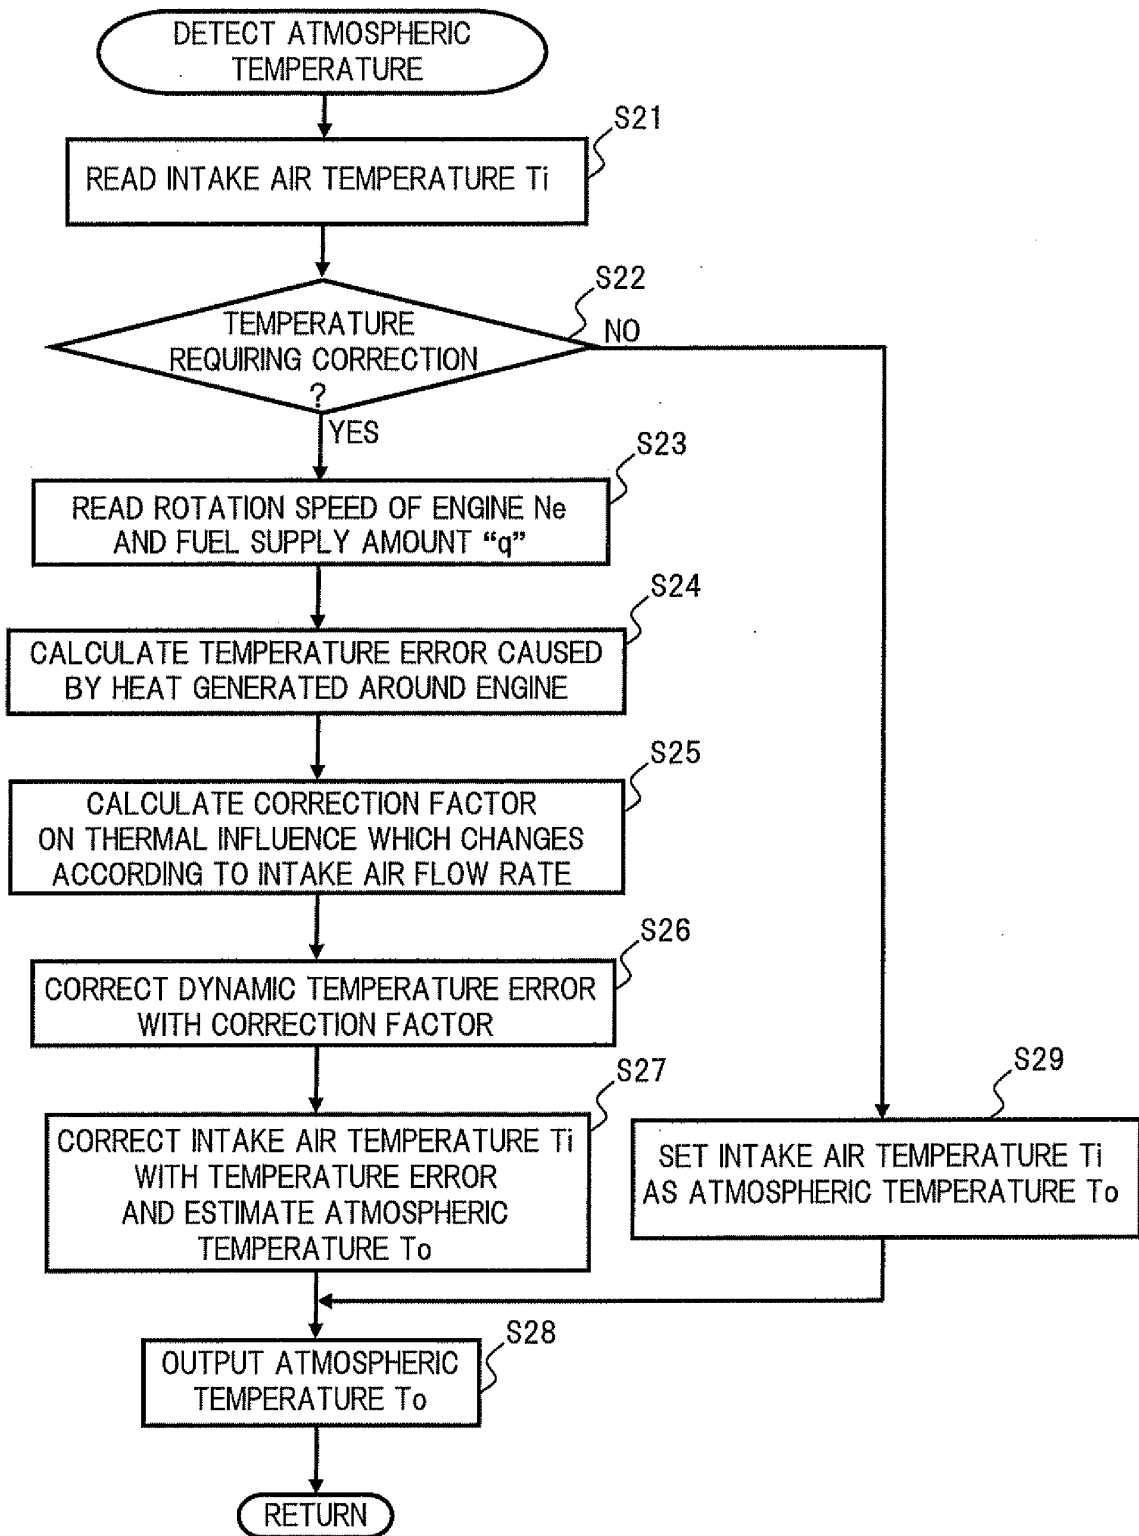 DETECT ATMOSPHERIC
TEMPERATURE
S21
READ INTAKE AIR TEMPERATURE Ti
S22
TEMPERATURE
REQUIRING CORRECTION
?
NO
YES
S23
READ ROTATION SPEED OF ENGINE Ne
AND FUEL SUPPLY AMOUNT “q”
S24
CALCULATE TEMPERATURE ERROR CAUSED
BY HEAT GENERATED AROUND ENGINE
S25
CALCULATE CORRECTION FACTOR
ON THERMAL INFLUENCE WHICH CHANGES
ACCORDING TO INTAKE AIR FLOW RATE
S26
CORRECT DYNAMIC TEMPERATURE ERROR
WITH CORRECTION FACTOR
S27
CORRECT INTAKE AIR TEMPERATURE Ti
WITH TEMPERATURE ERROR
AND ESTIMATE ATMOSPHERIC
TEMPERATURE To
S29
SET INTAKE AIR TEMPERATURE Ti
AS ATMOSPHERIC TEMPERATURE To
S28
OUTPUT ATMOSPHERIC
TEMPERATURE To
RETURN